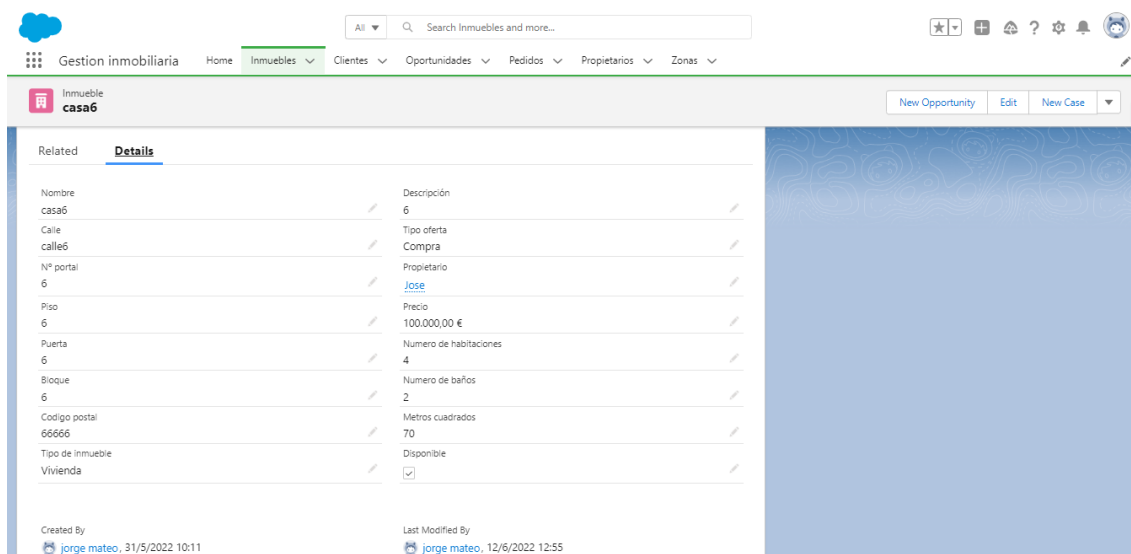 All Search Inmuebles and more...
Gestion inmobiliaria Home Inmuebles Clientes Oportunidades Pedidos Propietarios Zonas
Inmueble
casa6
New Opportunity Edit New Case
Related Details
Nombre Descripción
casa6 6
Calle Tipo oferta
calle6 Compra
Nº portal Propietario
6 Jose
Piso Precio
6 100.000,00 €
Puerta Numero de habitaciones
6 4
Bloque Numero de baños
6 2
Codigo postal Metros cuadrados
66666 70
Tipo de inmueble Disponible
Vivienda
Created By Last Modified By
jorge mateo, 31/5/2022 10:11 jorge mateo, 12/6/2022 12:55